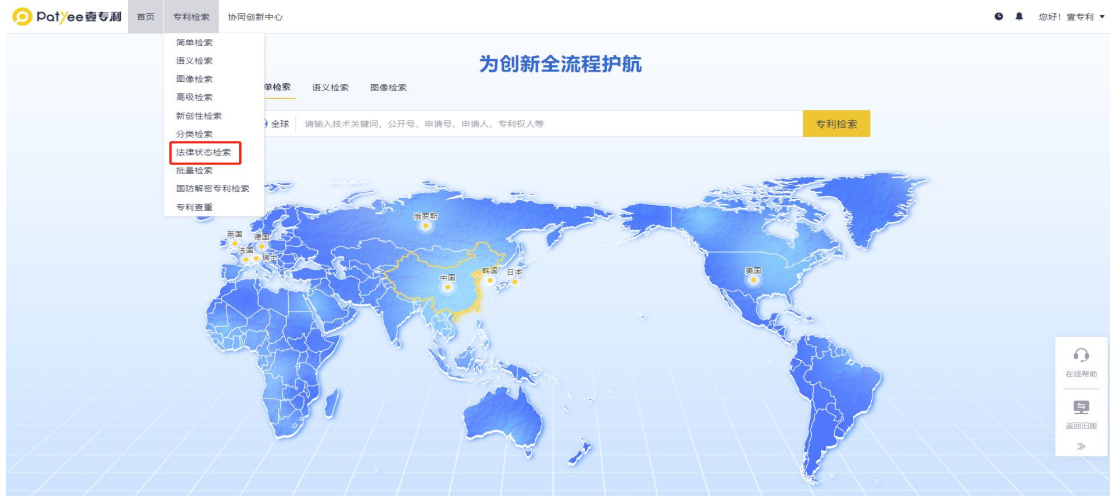 Patyee壹专利 首页 专利检索 协同创新中心 您好！壹专利
简单检索
语义检索
图像检索
高级检索
新创性检索
分类检索
法律状态检索
批量检索
国防解密专利检索
专利查重
为创新全流程护航
单检索 语义检索 图像检索
全球 请输入技术关键词、公开号、申请号、申请人、专利权人等 专利检索
俄罗斯
英国 德国
法国 瑞士
中国 韩国 日本
美国
在线帮助
返回旧版